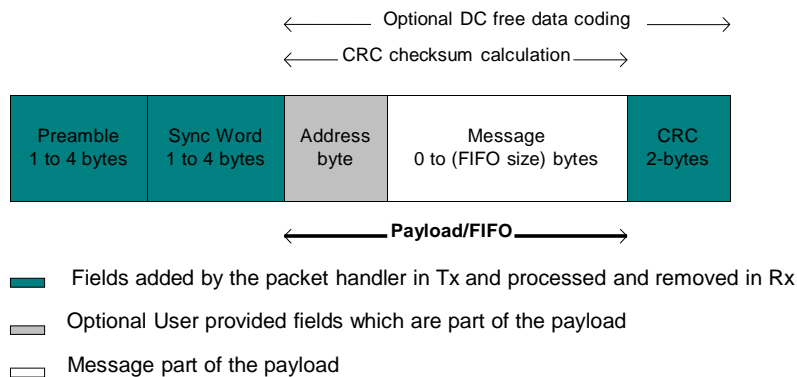 Optional DC free data coding
CRC checksum calculation
Preamble
1 to 4 bytes
Sync Word
1 to 4 bytes
Address
byte
Message
0 to (FIFO size) bytes
CRC
2-bytes
Payload/FIFO
Fields added by the packet handler in Tx and processed and removed in Rx
Optional User provided fields which are part of the payload
Message part of the payload